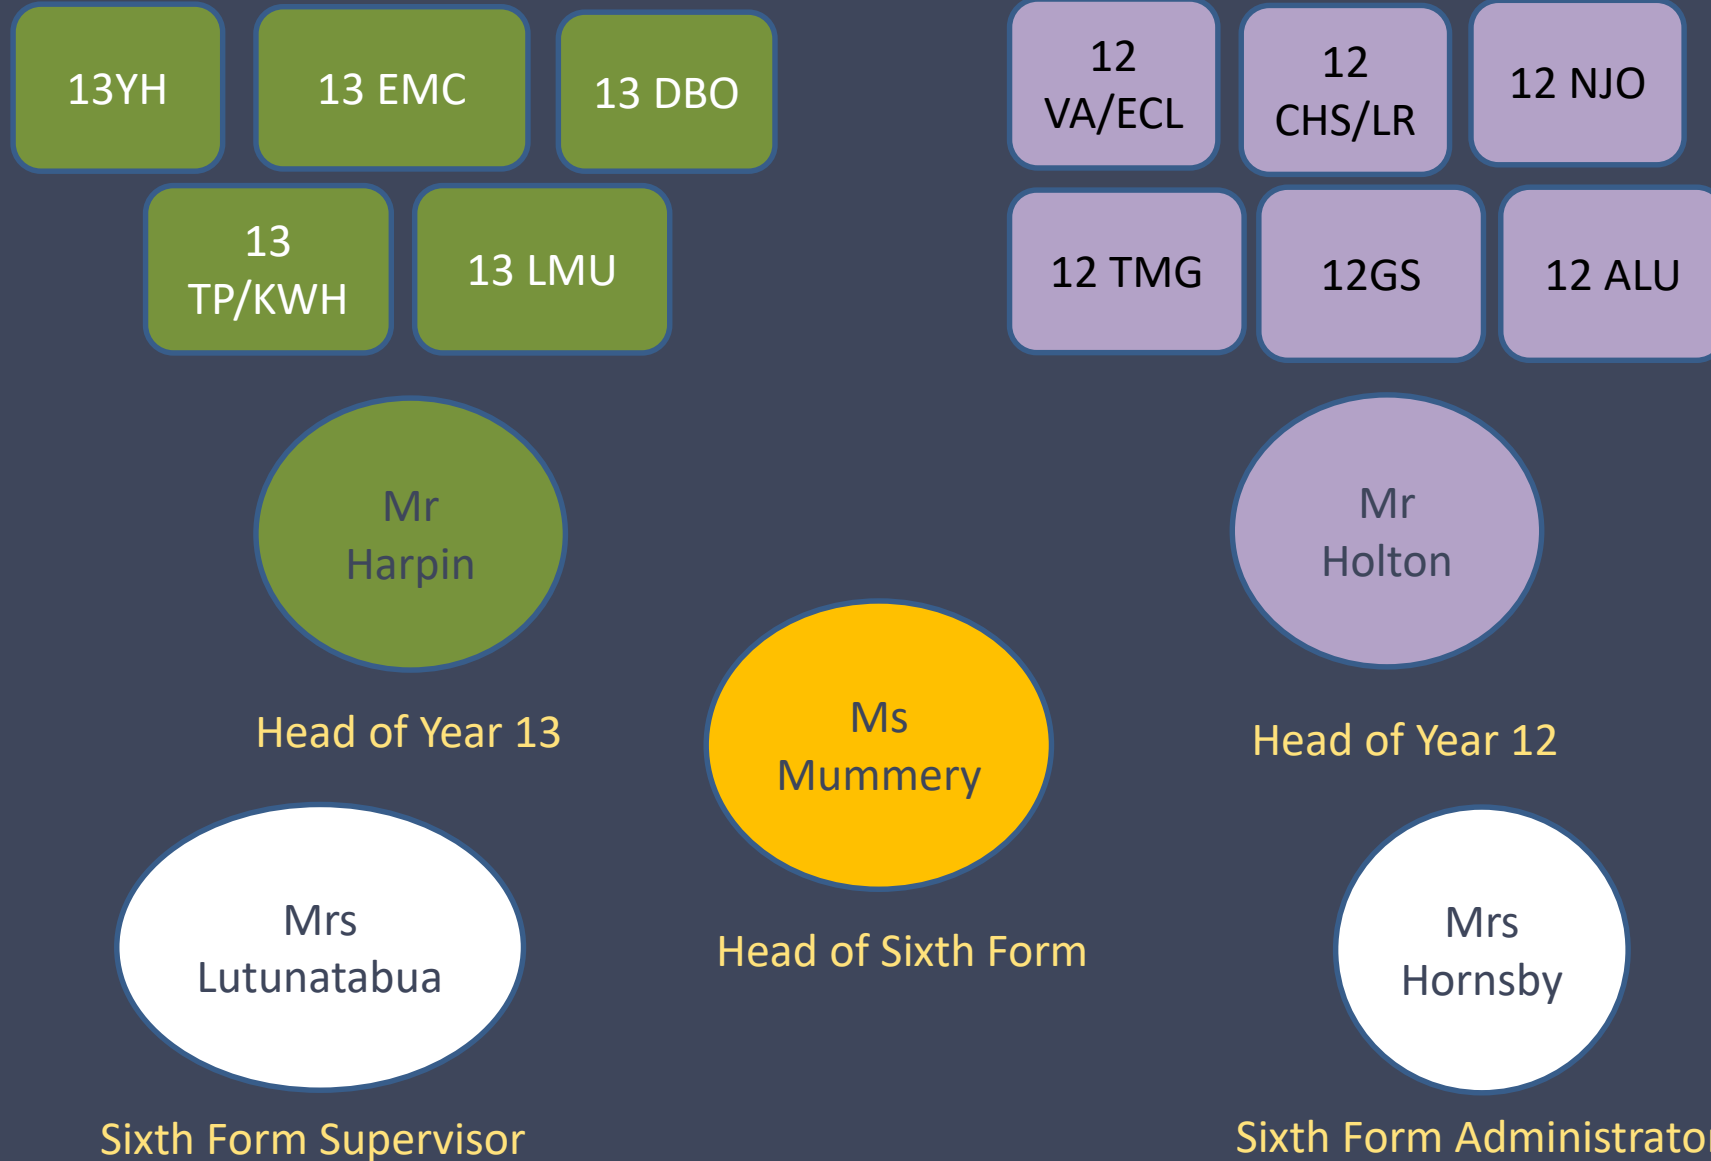 13YH
13 EMC
13 DBO
13
TP/KWH
13 LMU
12
VA/ECL
12
CHS/LR
12 NJO
12 TMG
12GS
12 ALU
Mr
Harpin
Head of Year 13
Mr
Holton
Head of Year 12
Ms
Mummery
Head of Sixth Form
Mrs
Lutunatabua
Sixth Form Supervisor
Mrs
Hornsby
Sixth Form Administrator